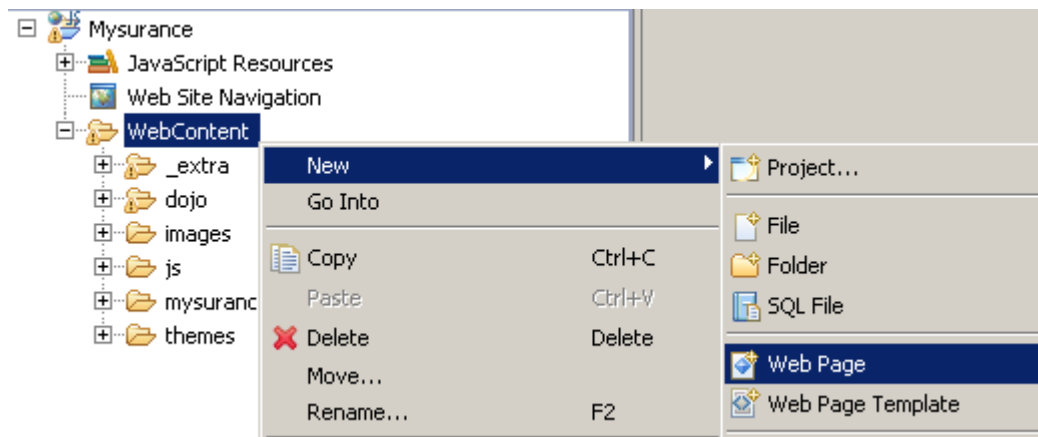 Mysurance
JavaScript Resources
Web Site Navigation
WebContent
_extra
dojo
images
js
mysuranc
themes
New
Go Into
Copy Ctrl+C
Paste Ctrl+V
Delete Delete
Move...
Rename... F2
Project...
File
Folder
SQL File
Web Page
Web Page Template